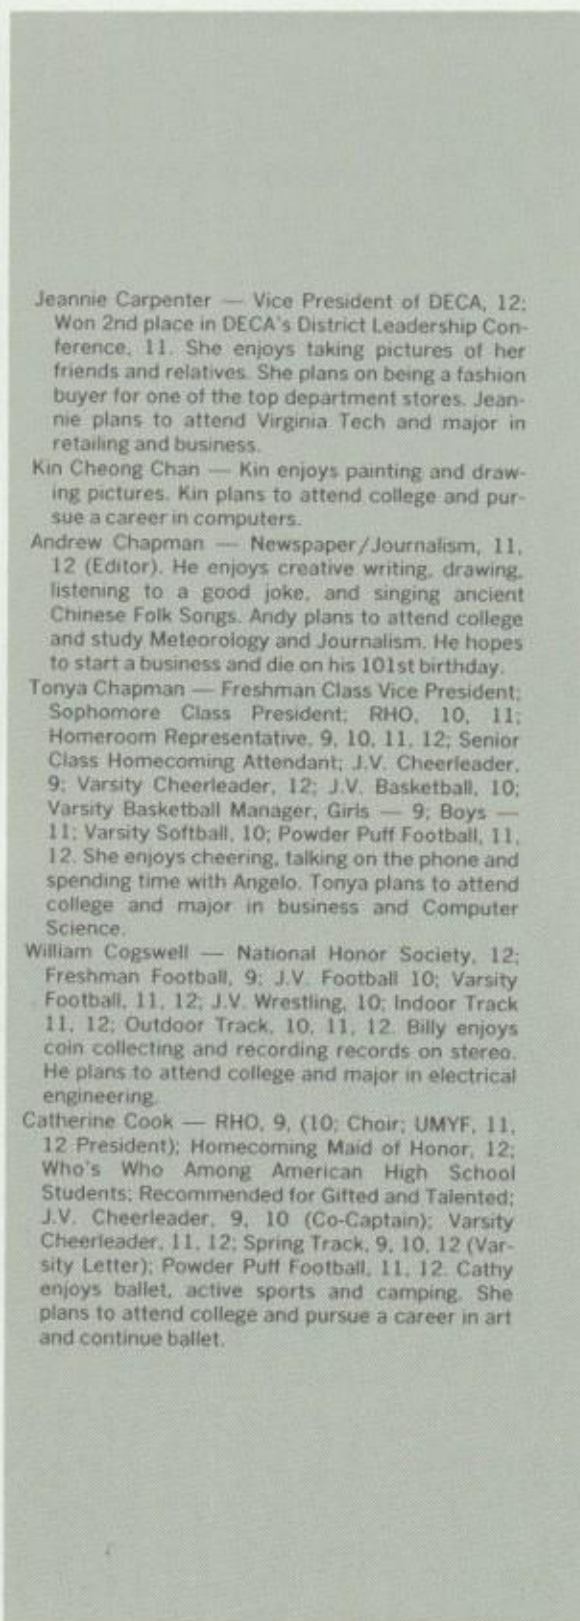 Jeannie Carpenter — Vice President of DECA, 12;
Won 2nd place in DECA's District Leadership Con-
ference, 11. She enjoys taking pictures of her
friends and relatives. She plans on being a fashion
buyer for one of the top department stores. Jean-
nie plans to attend Virginia Tech and major in
retailing and business.
Kin Cheong Chan — Kin enjoys painting and draw-
ing pictures. Kin plans to attend college and pur-
sue a career in computers.
Andrew Chapman — Newspaper/Journalism, 11,
12 (Editor). He enjoys creative writing, drawing,
listening to a good joke, and singing ancient
Chinese Folk Songs. Andy plans to attend college
and study Meteorology and Journalism. He hopes
to start a business and die on his 101st birthday.
Tonya Chapman — Freshman Class Vice President;
Sophomore Class President; RHO, 10, 11;
Homeroom Representative, 9, 10, 11, 12; Senior
Class Homecoming Attendant; J.V. Cheerleader,
9; Varsity Cheerleader, 12; J.V. Basketball, 10;
Varsity Basketball Manager, Girls — 9; Boys —
11; Varsity Softball, 10; Powder Puff Football, 11,
12. She enjoys cheering, talking on the phone and
spending time with Angelo. Tonya plans to attend
college and major in business and Computer
Science.
William Cogswell — National Honor Society, 12;
Freshman Football, 9; J.V. Football 10; Varsity
Football, 11, 12; J.V. Wrestling, 10; Indoor Track
11, 12; Outdoor Track, 10, 11, 12. Billy enjoys
coin collecting and recording records on stereo.
He plans to attend college and major in electrical
engineering.
Catherine Cook — RHO, 9, (10; Choir; UMYF, 11,
12 President); Homecoming Maid of Honor, 12;
Who's Who Among American High School
Students; Recommended for Gifted and Talented;
J.V. Cheerleader, 9, 10 (Co-Captain); Varsity
Cheerleader, 11, 12; Spring Track, 9, 10, 12 (Var-
sity Letter); Powder Puff Football, 11, 12. Cathy
enjoys ballet, active sports and camping. She
plans to attend college and pursue a career in art
and continue ballet.